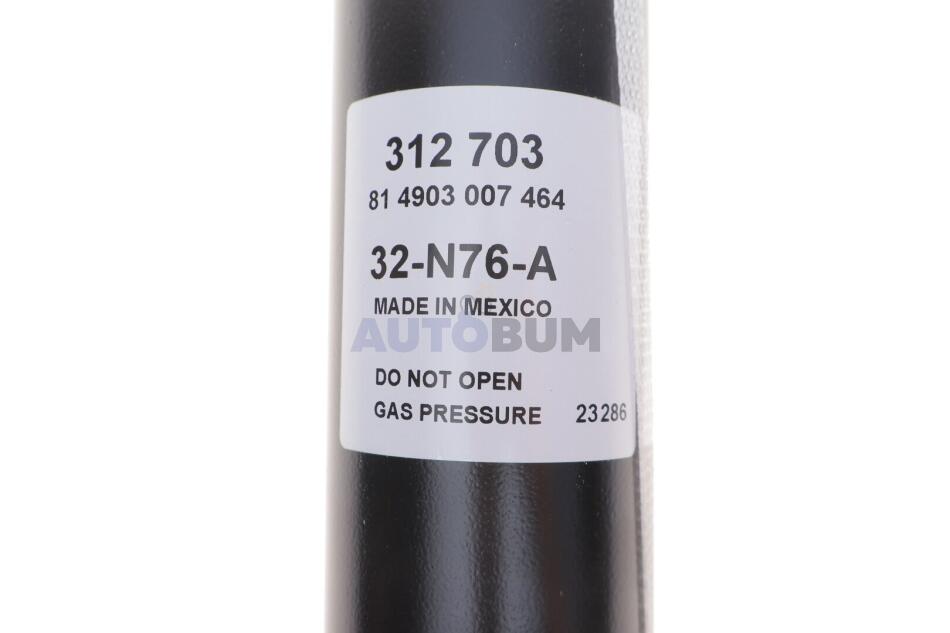 312 703
81 4903 007 464
32-N76-A
MADE IN MEXICO
AUTOBUM
DO NOT OPEN
GAS PRESSURE 23286